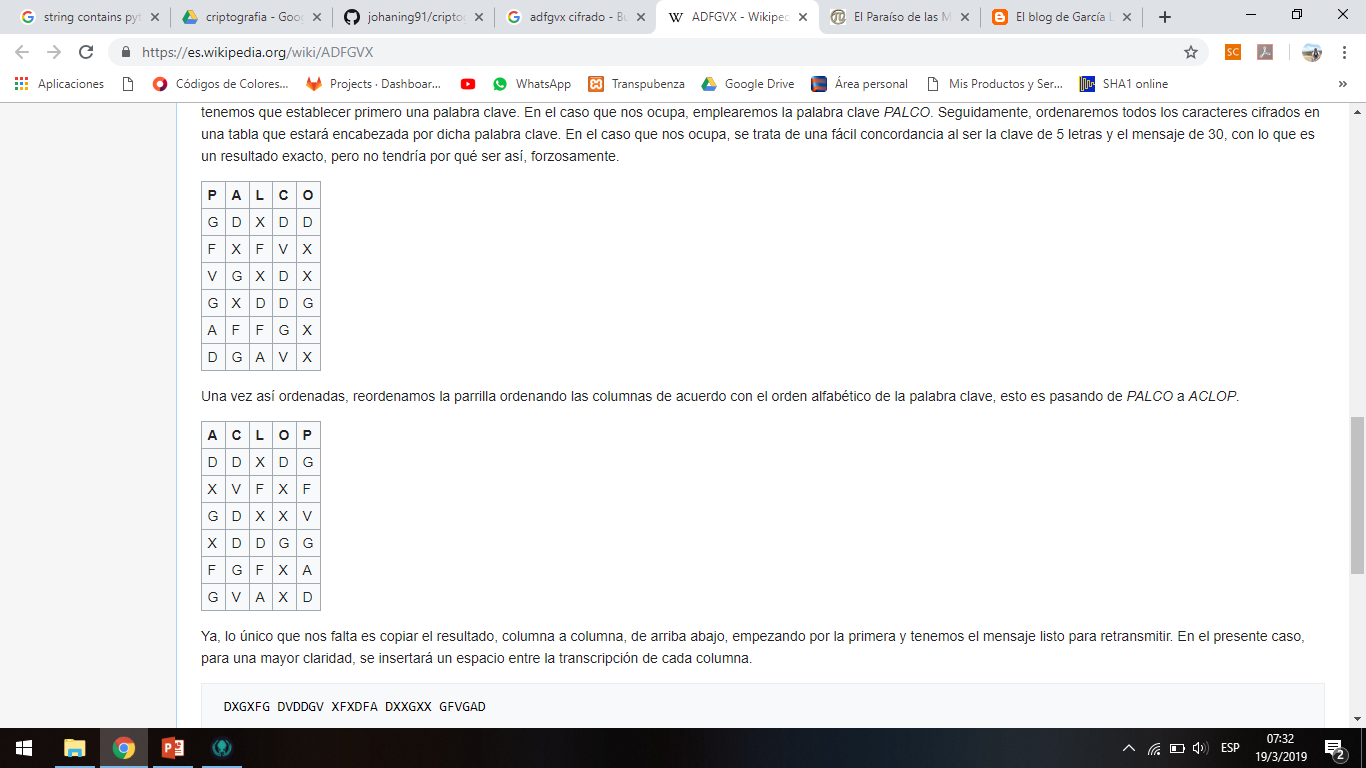 string contains pyt
criptografia - Goo
johaning91/cripto
adfgvx cifrado - Bu
ADFGVX - Wikiped
El Paraíso de las M
El blog de García L
https://es.wikipedia.org/wiki/ADFGVX
SC
Aplicaciones
Códigos de Colores...
Projects · Dashboar...
WhatsApp
Transpubenza
Google Drive
Área personal
Mis Productos y Ser...
SHA1 online
»
tenemos que establecer primero una palabra clave. En el caso que nos ocupa, emplearemos la palabra clave PALCO. Seguidamente, ordenaremos todos los caracteres cifrados en
una tabla que estará encabezada por dicha palabra clave. En el caso que nos ocupa, se trata de una fácil concordancia al ser la clave de 5 letras y el mensaje de 30, con lo que es
un resultado exacto, pero no tendría por qué ser así, forzosamente.
P A L C O
G D X D D
F X F V X
V G X D X
G X D D G
A F F G X
D G A V X
Una vez así ordenadas, reordenamos la parrilla ordenando las columnas de acuerdo con el orden alfabético de la palabra clave, esto es pasando de PALCO a ACLOP.
A C L O P
D D X D G
X V F X F
G D X X V
X D D G G
F G F X A
G V A X D
Ya, lo único que nos falta es copiar el resultado, columna a columna, de arriba abajo, empezando por la primera y tenemos el mensaje listo para retransmitir. En el presente caso,
para una mayor claridad, se insertará un espacio entre la transcripción de cada columna.
DXGXFG DVDDGV XFXDFA DXXGXX GFVGAD
ESP
07:32
19/3/2019
2